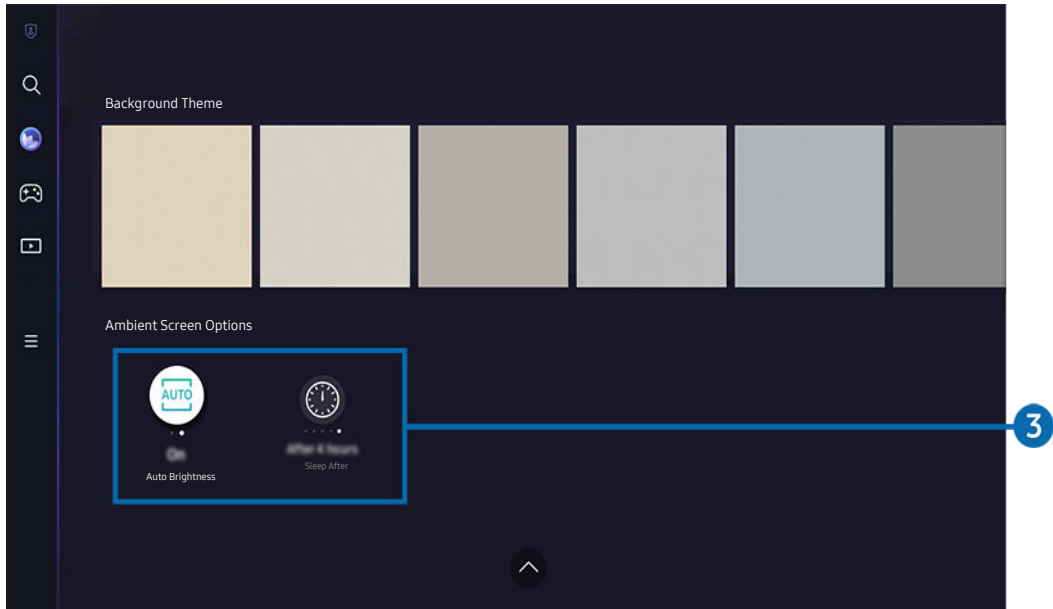 Background Theme
Ambient Screen Options
AUTO
On
After 4 hours
Auto Brightness
Sleep After
3